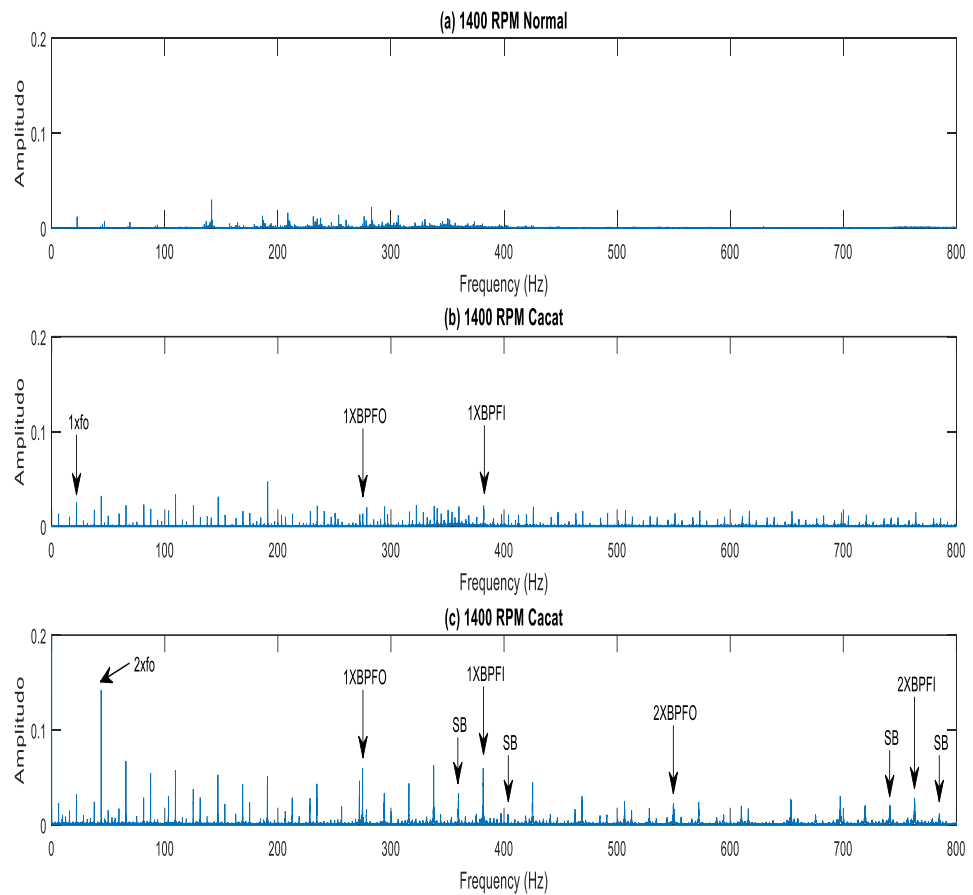 (a) 1400 RPM Normal
0.2
0.1
0
Amplitudo
0 100 200 300 400 500 600 700 800
Frequency (Hz)
(b) 1400 RPM Cacat
0.2
0.1
0
Amplitudo
1xfo
1XBPFO
1XBPFI
0 100 200 300 400 500 600 700 800
Frequency (Hz)
(c) 1400 RPM Cacat
0.2
0.1
0
Amplitudo
2xfo
1XBPFO
SB
1XBPFI
SB
2XBPFO
SB
2XBPFI
SB
0 100 200 300 400 500 600 700 800
Frequency (Hz)